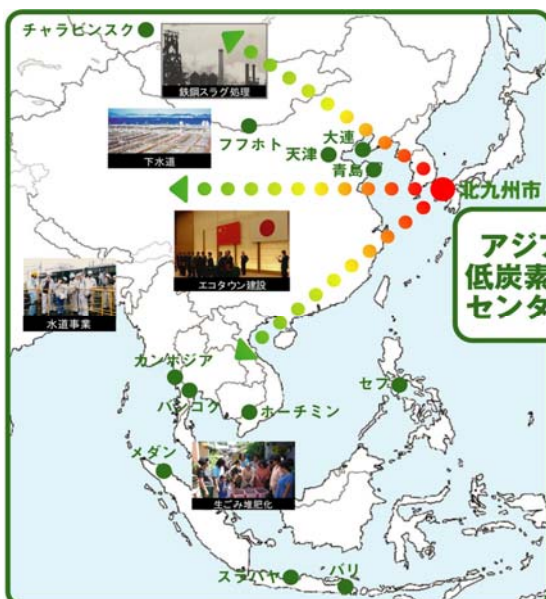 チャラビンスク
鉄鋼スラグ処理
下水道
フフホト
大連
天津
青島
北九州市
アジア
低炭素
センタ
エコタウン建設
水道事業
カンボジア
バンコク
ホーチミン
セブ
メダン
生ごみ堆肥化
スラバヤ
バリ